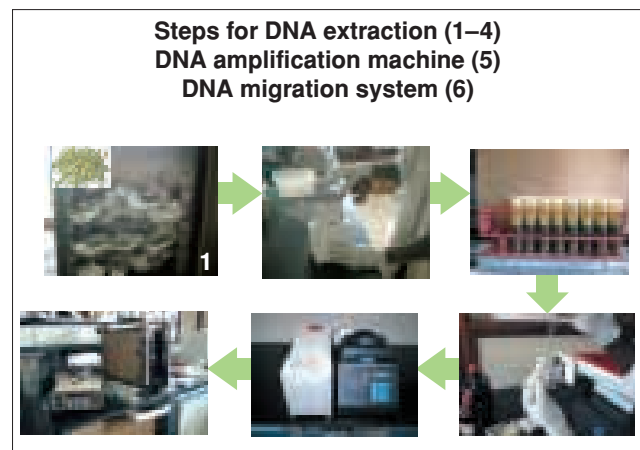 Steps for DNA extraction (1–4)
DNA amplification machine (5)
DNA migration system (6)
1